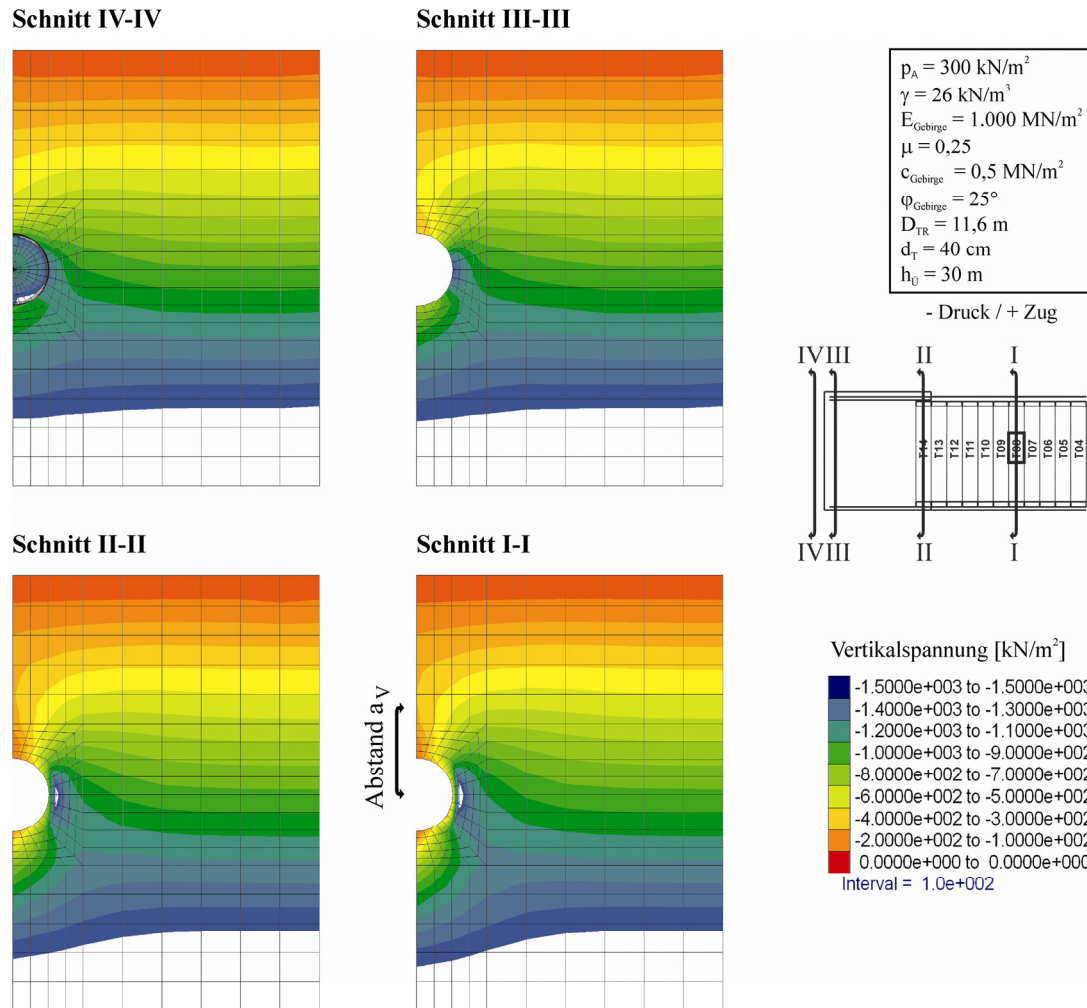 Schnitt IV-IV
Schnitt III-III
p_A = 300 kN/m²
γ = 26 kN/m³
E_Gebirge = 1.000 MN/m²
μ = 0,25
c_Gebirge = 0,5 MN/m²
φ_Gebirge = 25°
D_TR = 11,6 m
d_T = 40 cm
h_Ü = 30 m
- Druck / + Zug
IV III II I
T14 T13 T12 T11 T10 T09 T08 T07 T06 T05 T04
IV III II I
Schnitt II-II
Schnitt I-I
Abstand a_V
Vertikalspannung [kN/m²]
-1.5000e+003 to -1.5000e+003
-1.4000e+003 to -1.3000e+003
-1.2000e+003 to -1.1000e+003
-1.0000e+003 to -9.0000e+002
-8.0000e+002 to -7.0000e+002
-6.0000e+002 to -5.0000e+002
-4.0000e+002 to -3.0000e+002
-2.0000e+002 to -1.0000e+002
0.0000e+000 to 0.0000e+000
Interval = 1.0e+002